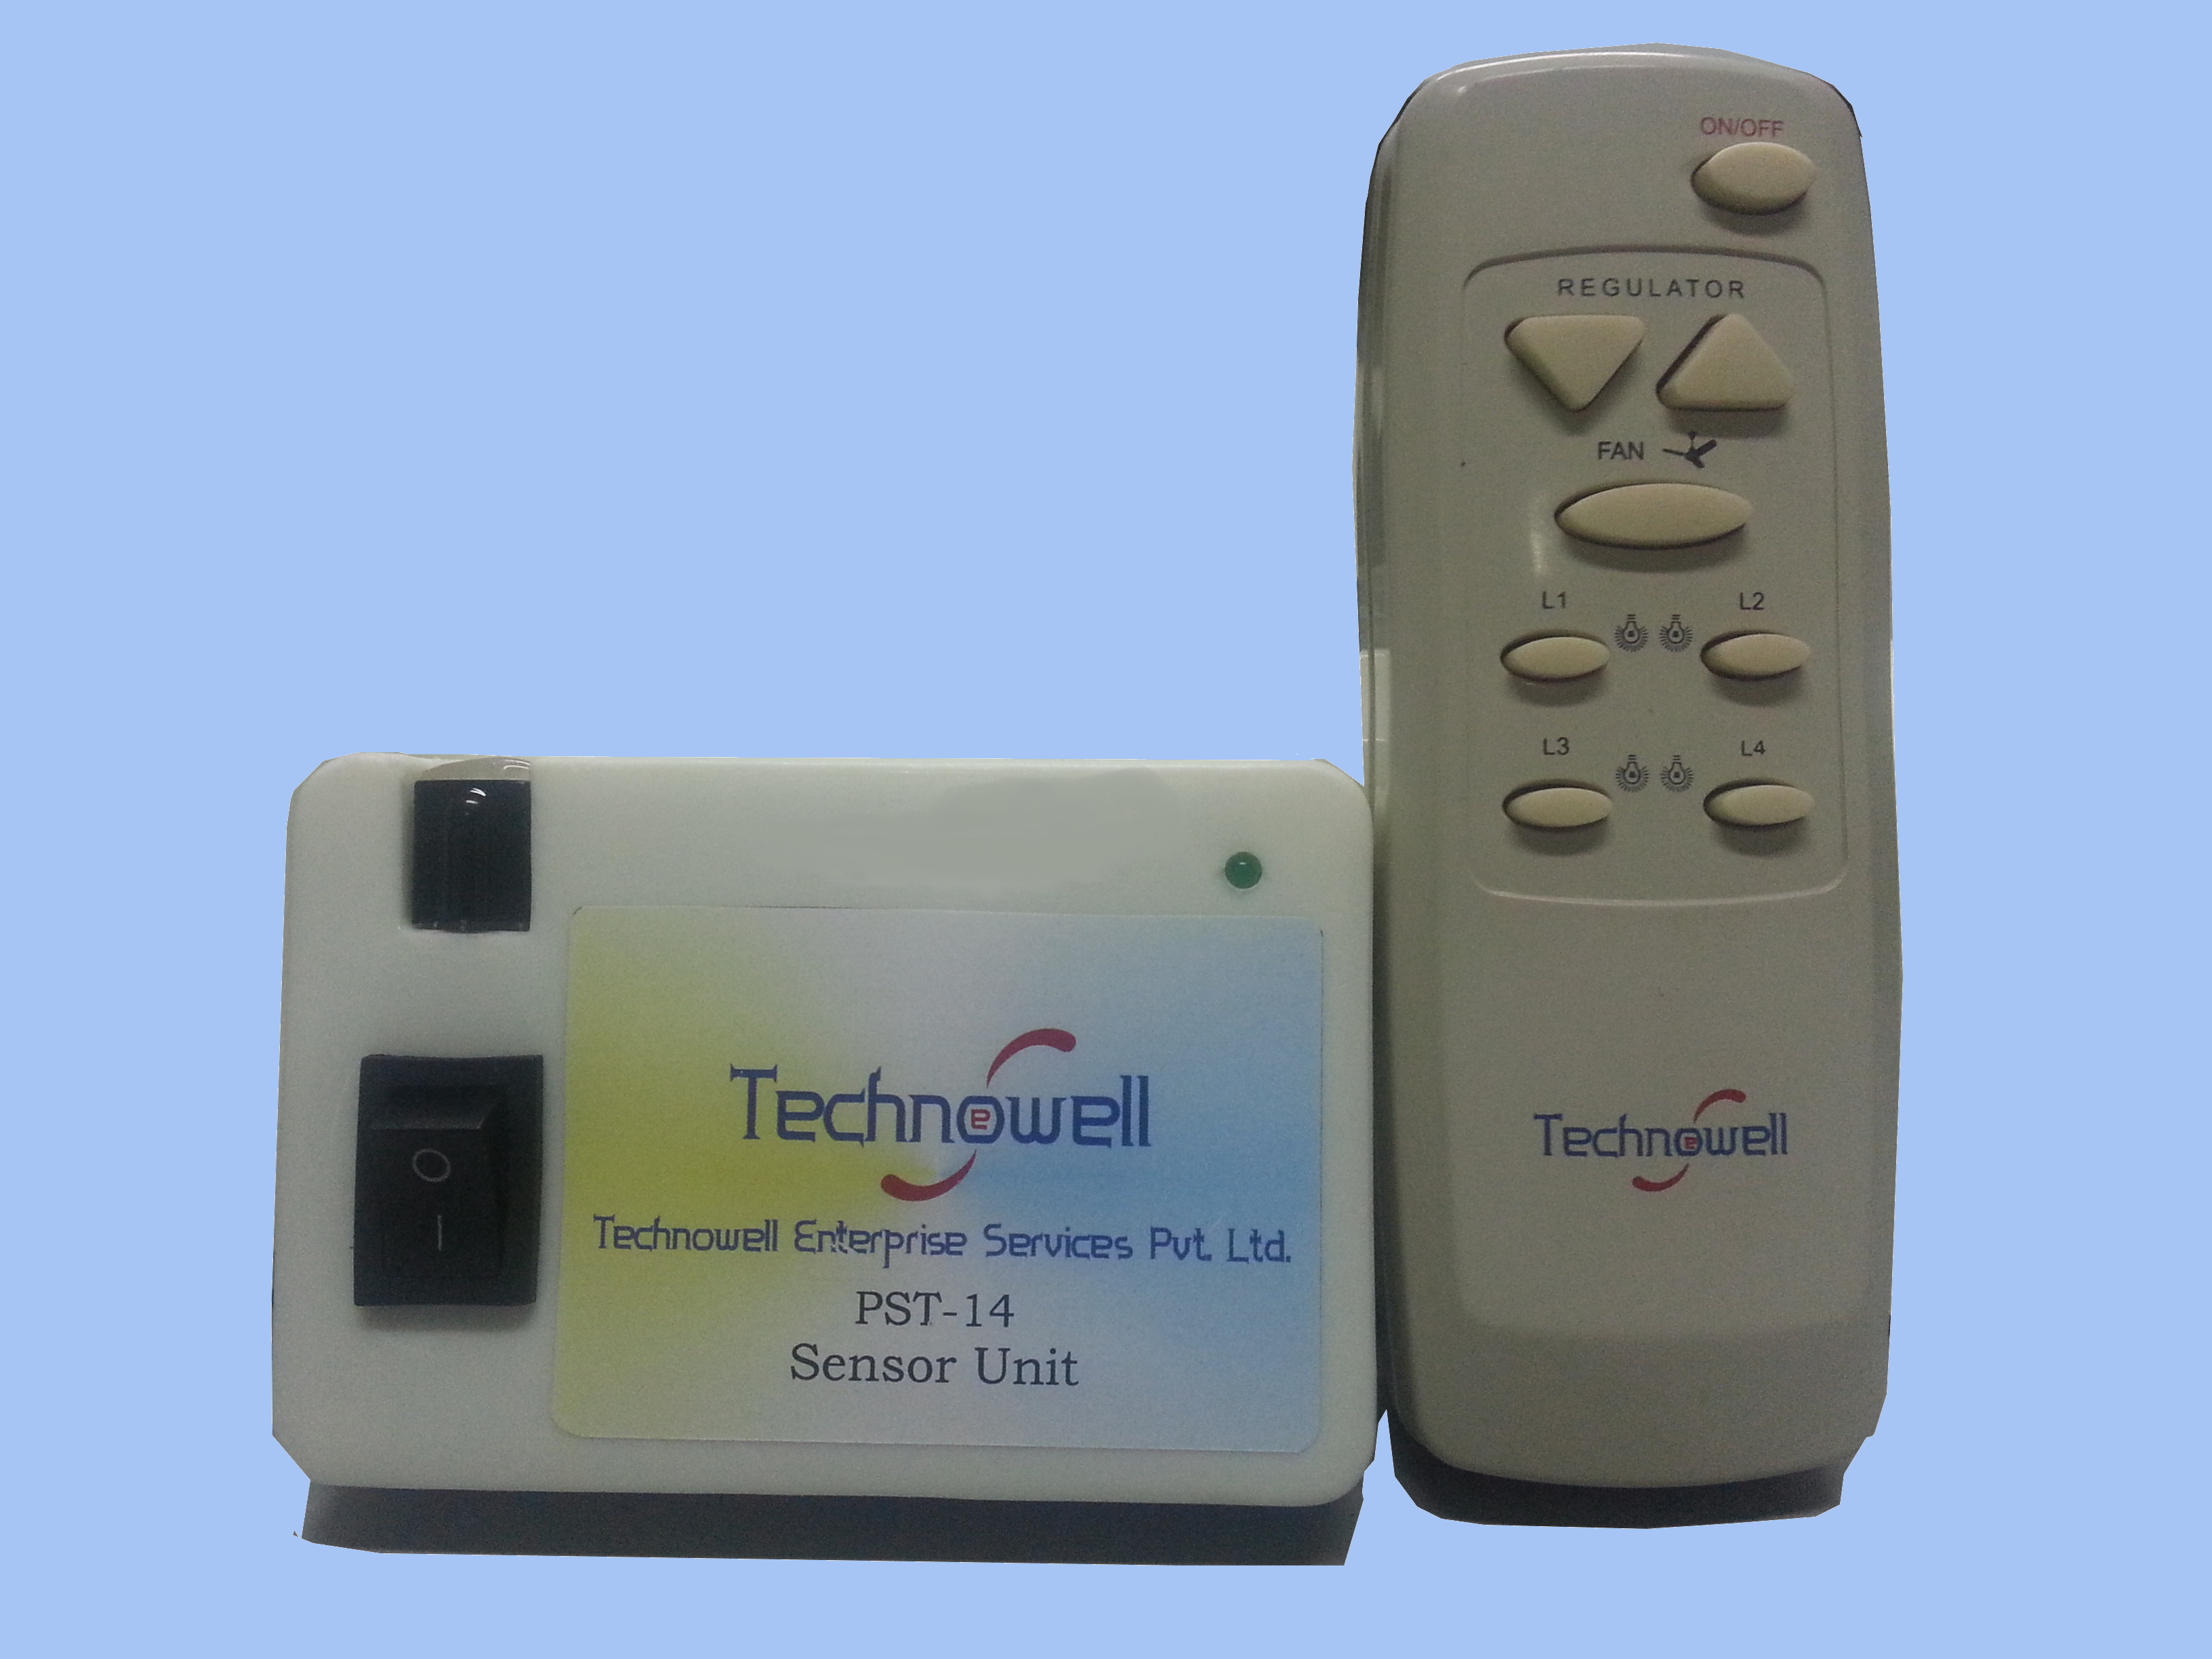 ON/OFF
REGULATOR
FAN
L1 L2
L3 L4
Technowell
Technowell
e
Technowell Enterprise Services Pvt. Ltd.
PST-14
Sensor Unit
O
I